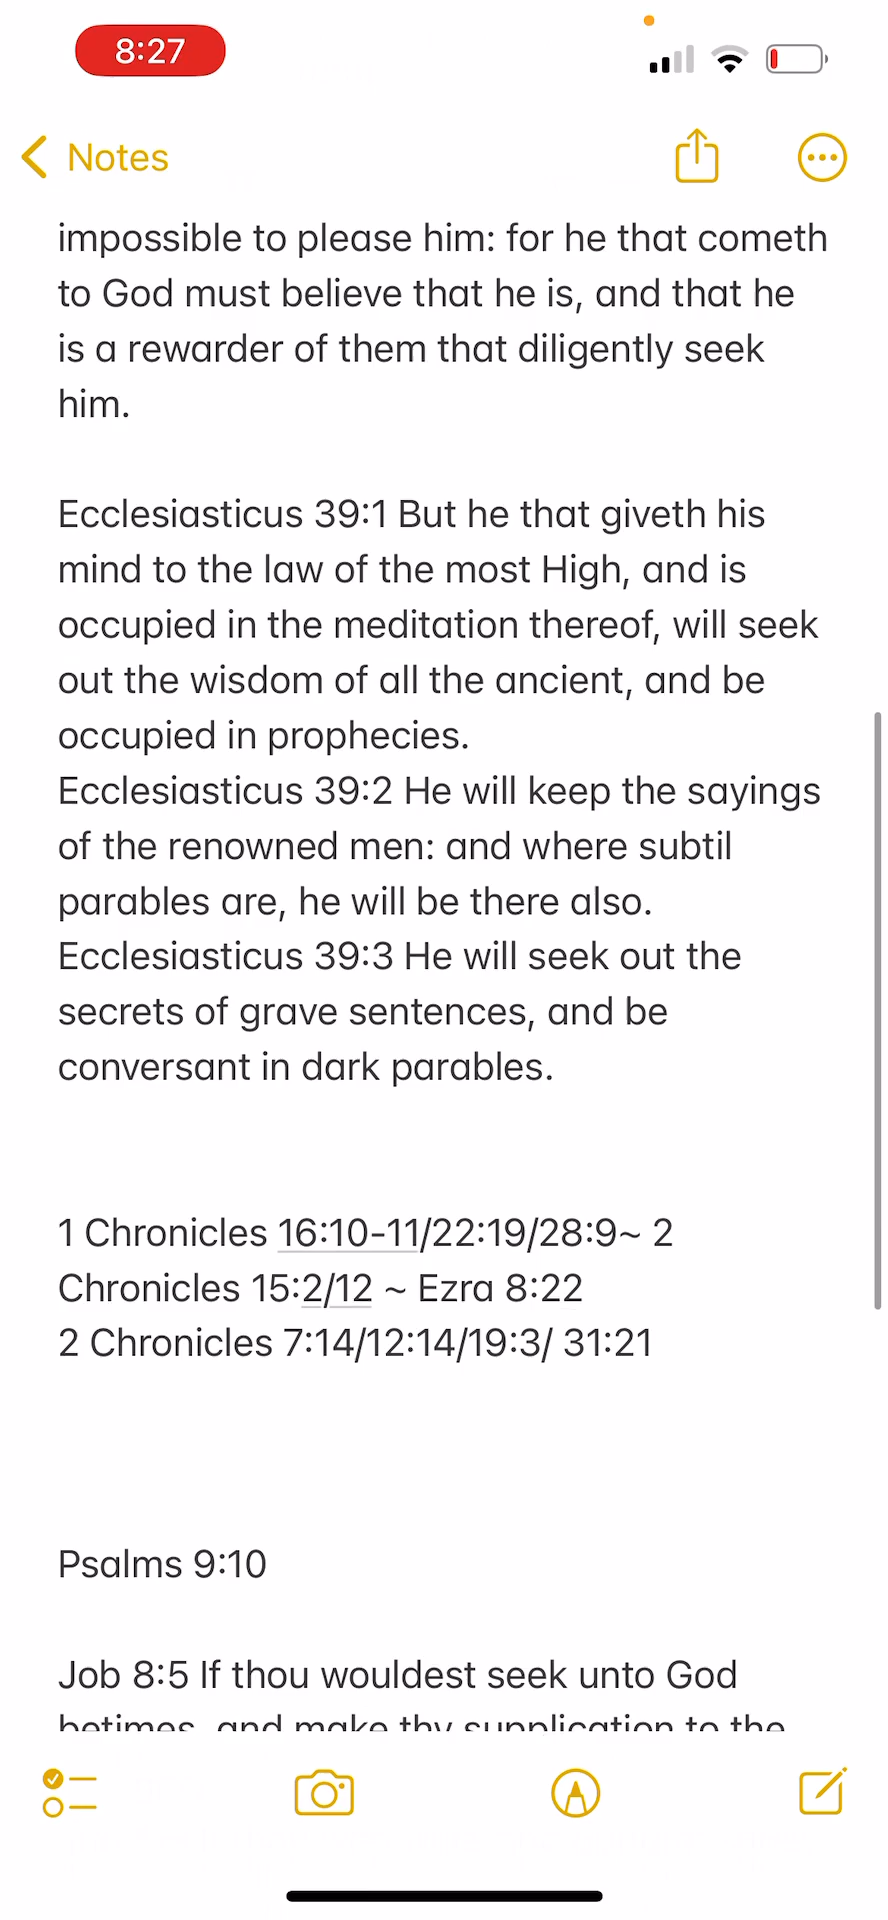 8:27
Notes
impossible to please him: for he that cometh
to God must believe that he is, and that he
is a rewarder of them that diligently seek
him.
Ecclesiasticus 39:1 But he that giveth his
mind to the law of the most High, and is
occupied in the meditation thereof, will seek
out the wisdom of all the ancient, and be
occupied in prophecies.
Ecclesiasticus 39:2 He will keep the sayings
of the renowned men: and where subtil
parables are, he will be there also.
Ecclesiasticus 39:3 He will seek out the
secrets of grave sentences, and be
conversant in dark parables.
1 Chronicles 16:10-11/22:19/28:9~ 2
Chronicles 15:2/12 ~ Ezra 8:22
2 Chronicles 7:14/12:14/19:3/ 31:21
Psalms 9:10
Job 8:5 If thou wouldest seek unto God
betimes, and make thy supplication to the